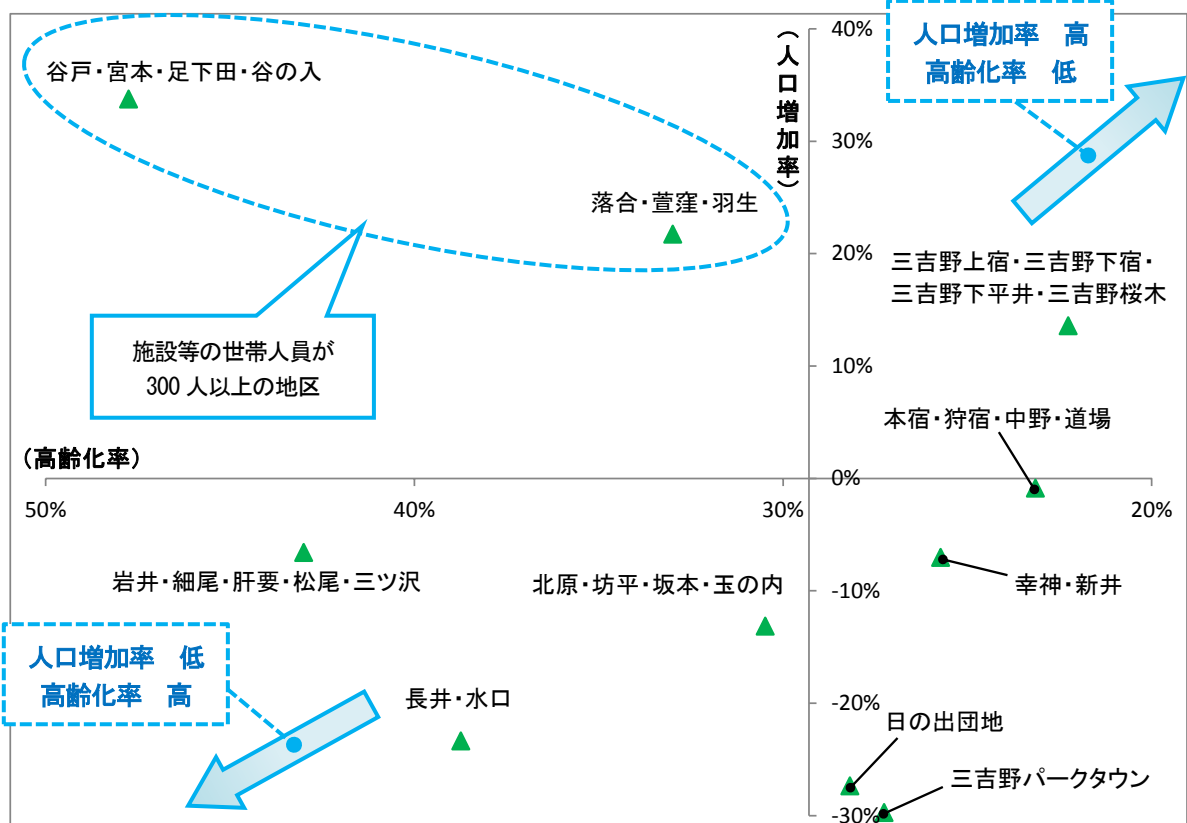 40%
(人口増加率)
人口増加率 高
高齢化率 低
谷戸・宮本・足下田・谷の入
30%
落合・萱窪・羽生
20%
三吉野上宿・三吉野下宿・
三吉野下平井・三吉野桜木
施設等の世帯人員が
300 人以上の地区
10%
本宿・狩宿・中野・道場
(高齢化率)
0%
50%
40%
30%
20%
岩井・細尾・肝要・松尾・三ツ沢
北原・坊平・坂本・玉の内
-10%
幸神・新井
人口増加率 低
高齢化率 高
長井・水口
-20%
日の出団地
三吉野パークタウン
-30%